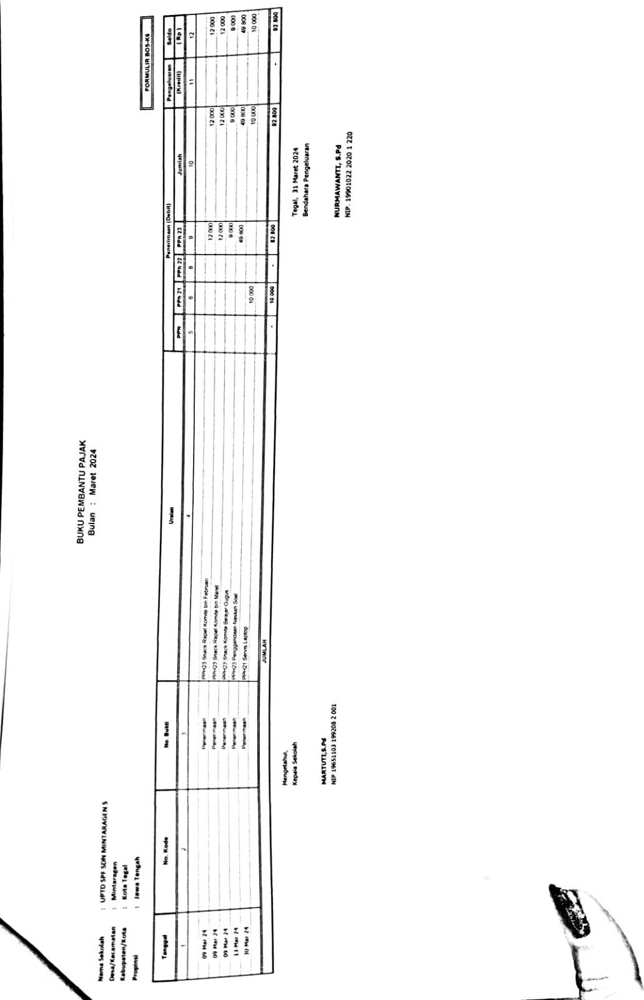 BUKU PEMBANTU PAJAK
Bulan : Maret 2024
Nama Sekolah : UPTD SPF SDN MINTARAGEN 5
Desa/Kecamatan : Mintaragen
Kabupaten/Kota : Kota Tegal
Propinsi : Jawa Tengah
FORMULIR BOS-K6
Tanggal No. Kode No. Bukti Uraian Penerimaan (Debit) Pengeluaran (Kredit) Saldo (Rp )
PPN PPh 21 PPh 22 PPh 23 Jumlah
1 2 3 4 5 6 8 9 10 11 12
09 Mar 24 Penerimaan PPH23 Snack Rapat Komite bln Februari 12 000 12 000 12 000
09 Mar 24 Penerimaan PPH23 Snack Rapat Komite bln Maret 12 000 12 000 12 000
09 Mar 24 Penerimaan PPH23 Snack Komite Belajar Gugus 9 000 9 000 9 000
13 Mar 24 Penerimaan PPH23 Penggandaan Naskah Soal 49 800 49 800 49 800
30 Mar 24 Penerimaan PPH21 Servis Laptop 10 000 10 000 10 000
JUMLAH - 10.000 - 82.800 92.800 - 92.800
Mengetahui,
Kepala Sekolah
MARTUTI,S.Pd
NIP 19651103 199208 2 001
Tegal, 31 Maret 2024
Bendahara Pengeluaran
NURMAWANTI, S.Pd
NIP. 19901022 2020 1 220